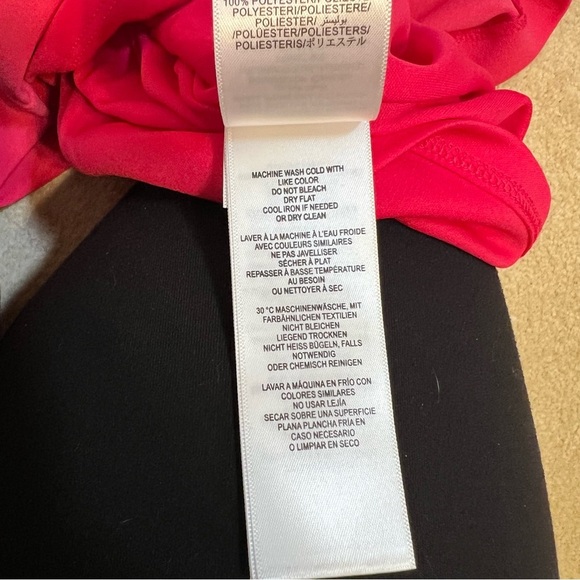 100% POLYESTER/POLIESTE
POLYESTERI/POLIESTERE/
POLIESTER/ بوليستر
/POLÜESTER/POLIESTERS/
POLIESTERIS/ポリエステル
MACHINE WASH COLD WITH
LIKE COLOR
DO NOT BLEACH
DRY FLAT
COOL IRON IF NEEDED
OR DRY CLEAN
LAVER À LA MACHINE À L'EAU FROIDE
AVEC COULEURS SIMILAIRES
NE PAS JAVELLISER
SÉCHER À PLAT
REPASSER À BASSE TEMPÉRATURE
AU BESOIN
OU NETTOYER À SEC
30 °C MASCHINENWÄSCHE, MIT
FARBÄHNLICHEN TEXTILIEN
NICHT BLEICHEN
LIEGEND TROCKNEN
NICHT HEISS BÜGELN, FALLS
NOTWENDIG
ODER CHEMISCH REINIGEN
LAVAR A MÁQUINA EN FRÍO CON
COLORES SIMILARES
NO USAR LEJÍA
SECAR SOBRE UNA SUPERFICIE
PLANA PLANCHA FRÍA EN
CASO NECESARIO
O LIMPIAR EN SECO